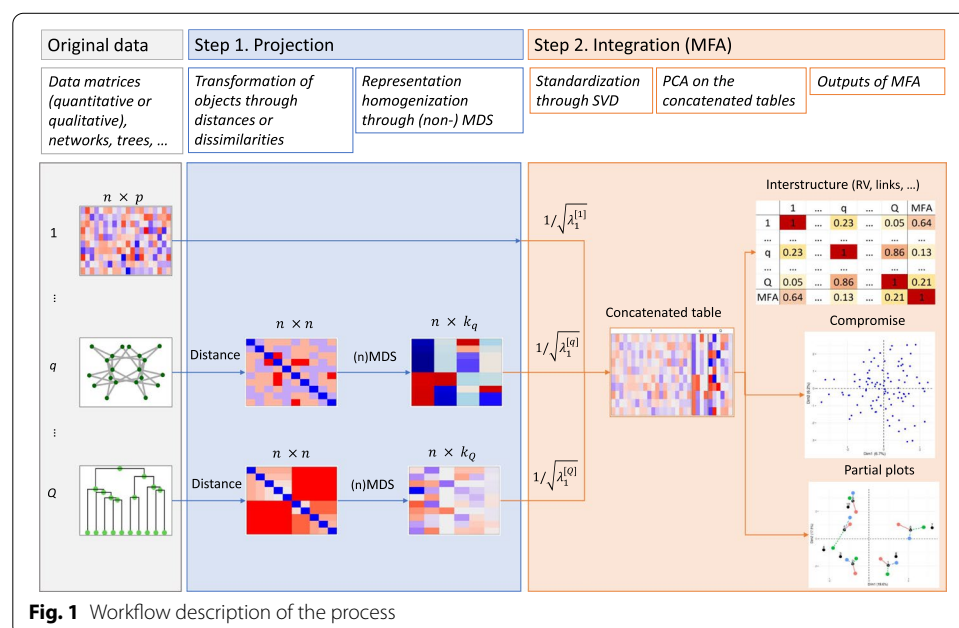 Original data
Step 1. Projection
Step 2. Integration (MFA)
Data matrices
(quantitative or
qualitative),
networks, trees, ...
Transformation of
objects through
distances or
dissimilarities
Representation
homogenization
through (non-) MDS
Standardization
through SVD
PCA on the
concatenated tables
Outputs of MFA
n × p
1
⋮
q
⋮
Q
n × n
Distance
(n)MDS
n × k_q
n × n
Distance
(n)MDS
n × k_Q
1/√λ₁^[1]
1/√λ₁^[q]
1/√λ₁^[Q]
Concatenated table
Interstructure (RV, links, ...)
1 ... q ... Q MFA
1 1 ... 0.23 ... 0.05 0.64
... ... ... ... ...
q 0.23 ... 1 ... 0.86 0.13
... ... ... ... ...
Q 0.05 ... 0.86 ... 1 0.21
MFA 0.64 ... 0.13 ... 0.21 1
Compromise
Partial plots
Fig. 1 Workflow description of the process